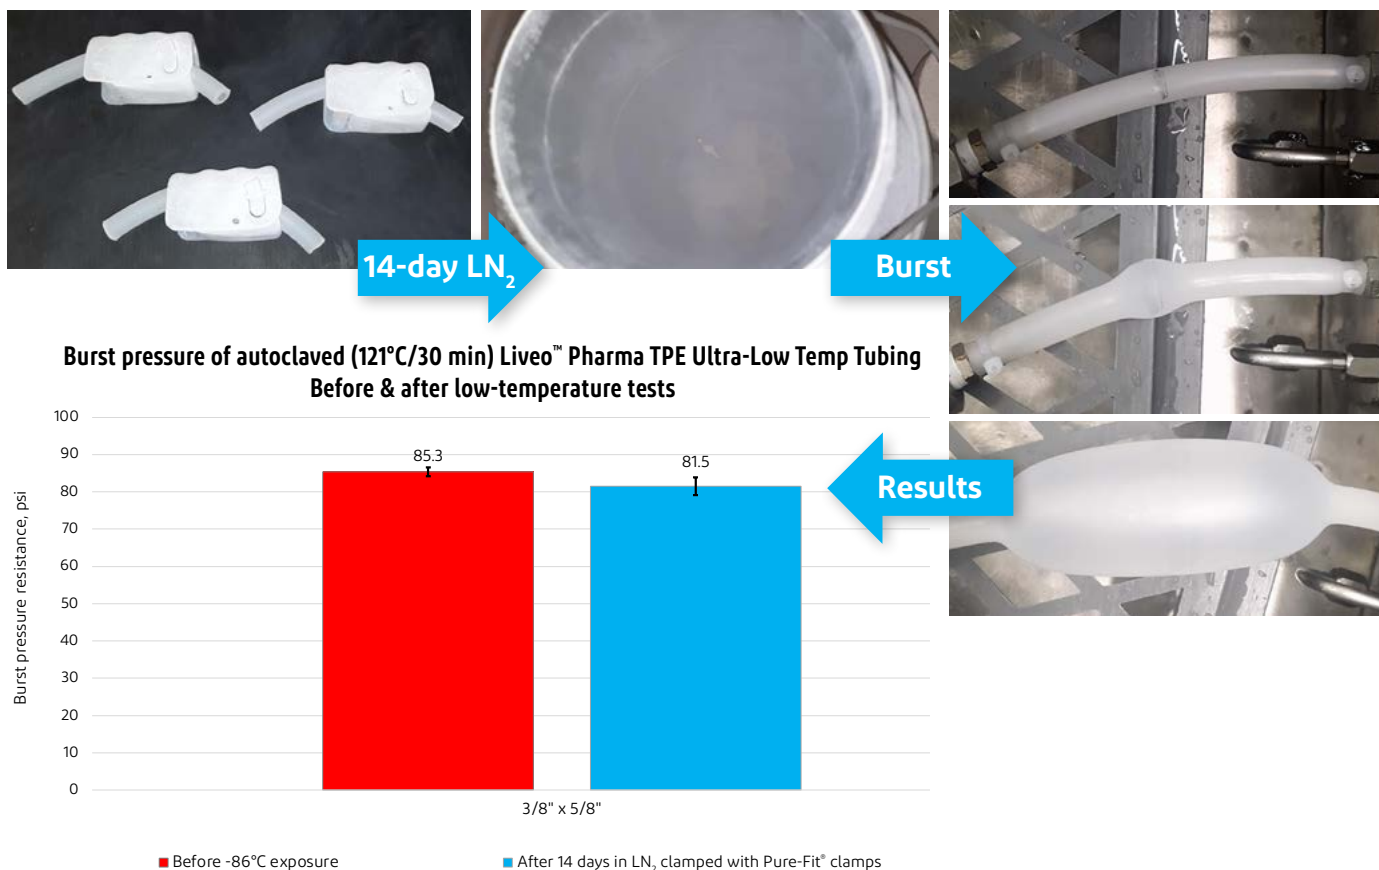 14-day LN₂
Burst
Burst pressure of autoclaved (121°C/30 min) Liveo™ Pharma TPE Ultra-Low Temp Tubing
Before & after low-temperature tests
Results
Burst pressure resistance, psi
100
90
80
70
60
50
40
30
20
10
0
85.3
81.5
3/8" x 5/8"
Before -86°C exposure
After 14 days in LN₂ clamped with Pure-Fit® clamps